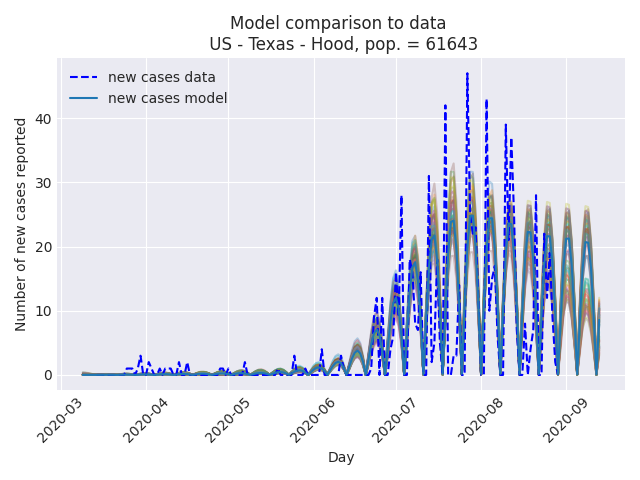 Model comparison to data
US - Texas - Hood, pop. = 61643
new cases data
new cases model
Number of new cases reported
40
30
20
10
0
2020-03
2020-04
2020-05
2020-06
2020-07
2020-08
2020-09
Day